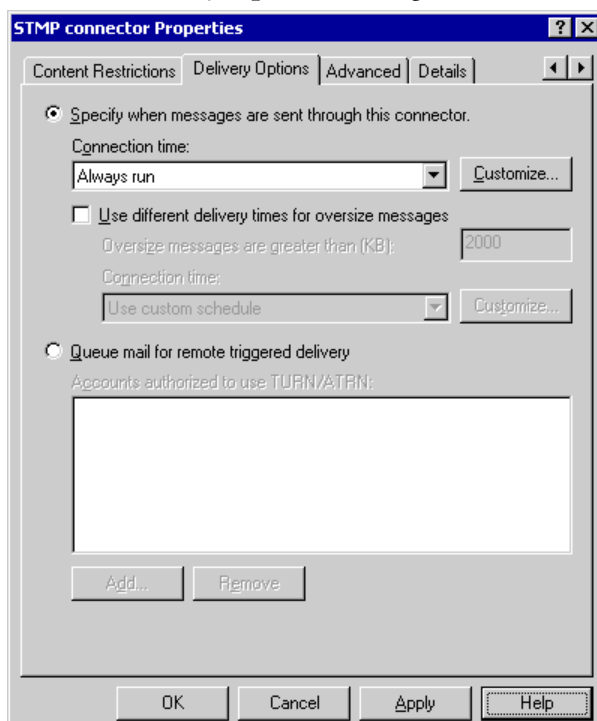 STMP connector Properties
Content Restrictions Delivery Options Advanced Details
Specify when messages are sent through this connector.
Connection time:
Always run Customize...
Use different delivery times for oversize messages
Oversize messages are greater than (KB): 2000
Connection time:
Use custom schedule Customize...
Queue mail for remote triggered delivery
Accounts authorized to use TURN/ATRN:
Add... Remove
OK Cancel Apply Help